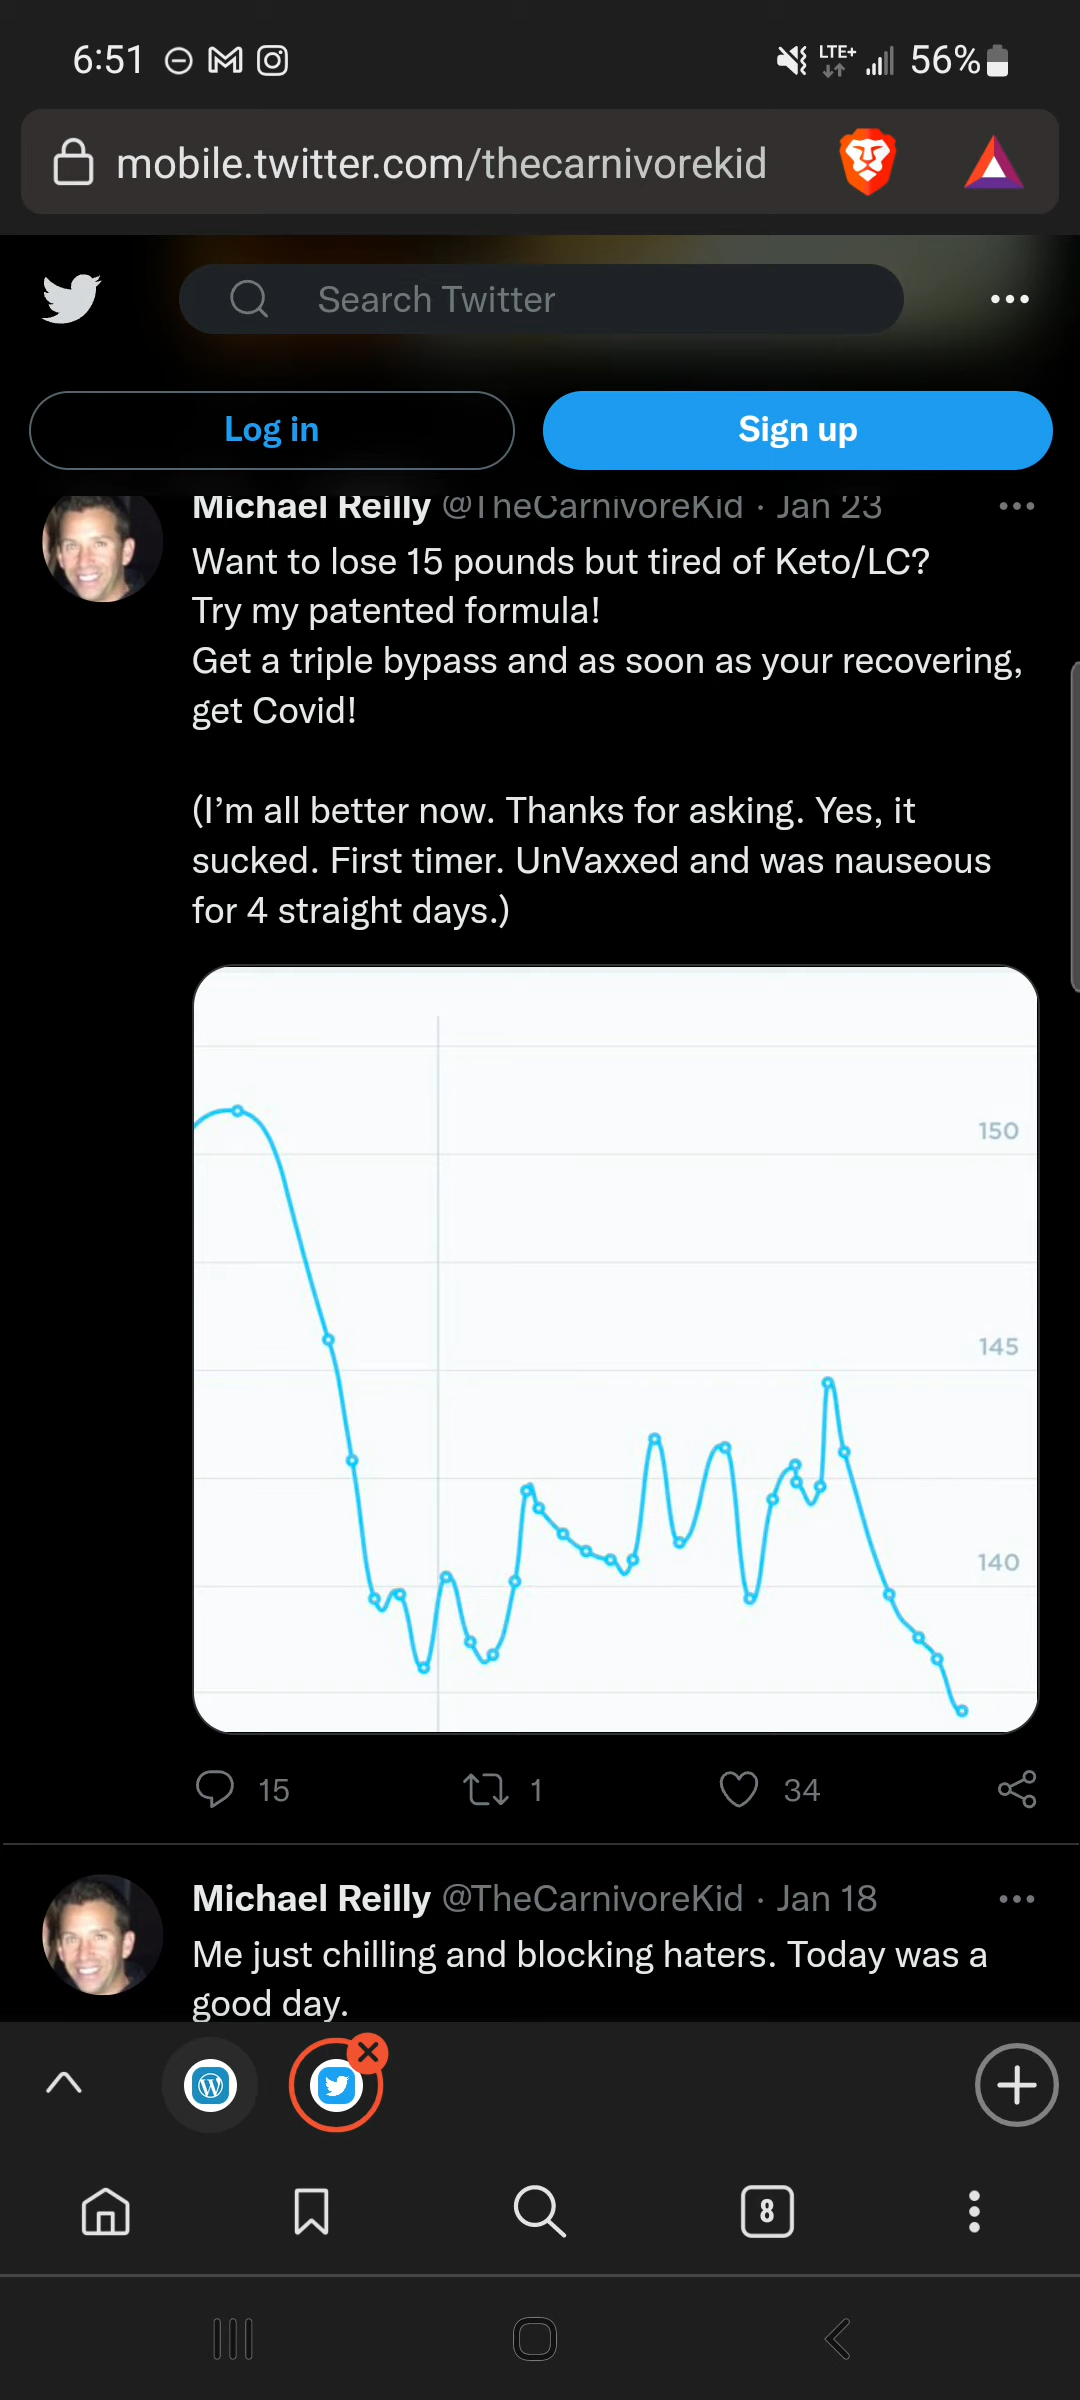 6:51
LTE+
56%
mobile.twitter.com/thecarnivorekid
Search Twitter
Log in
Sign up
Michael Reilly @TheCarnivoreKid · Jan 23
Want to lose 15 pounds but tired of Keto/LC?
Try my patented formula!
Get a triple bypass and as soon as your recovering,
get Covid!
(I’m all better now. Thanks for asking. Yes, it
sucked. First timer. UnVaxxed and was nauseous
for 4 straight days.)
150
145
140
15
1
34
Michael Reilly @TheCarnivoreKid · Jan 18
Me just chilling and blocking haters. Today was a
good day.
8